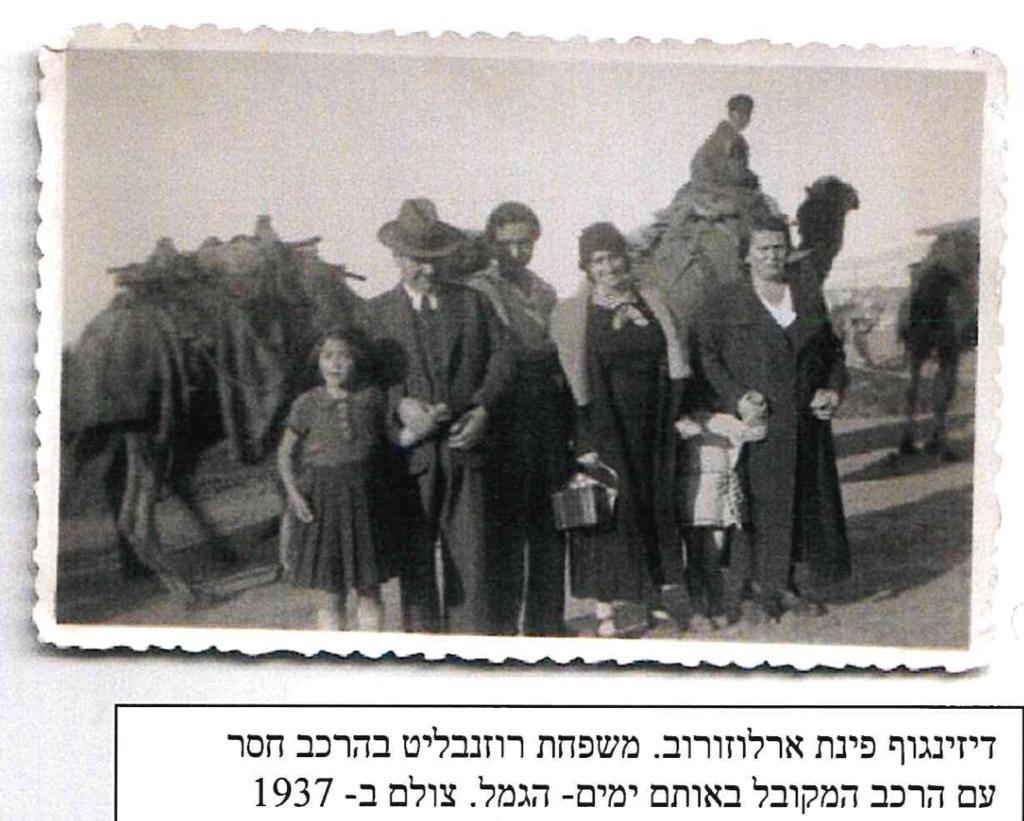 דיזינגוף פינת ארלוזורוב. משפחת רוזנבליט בהרכב חסר
עם הרכב המקובל באותם ימים- הגמל. צולם ב- 1937